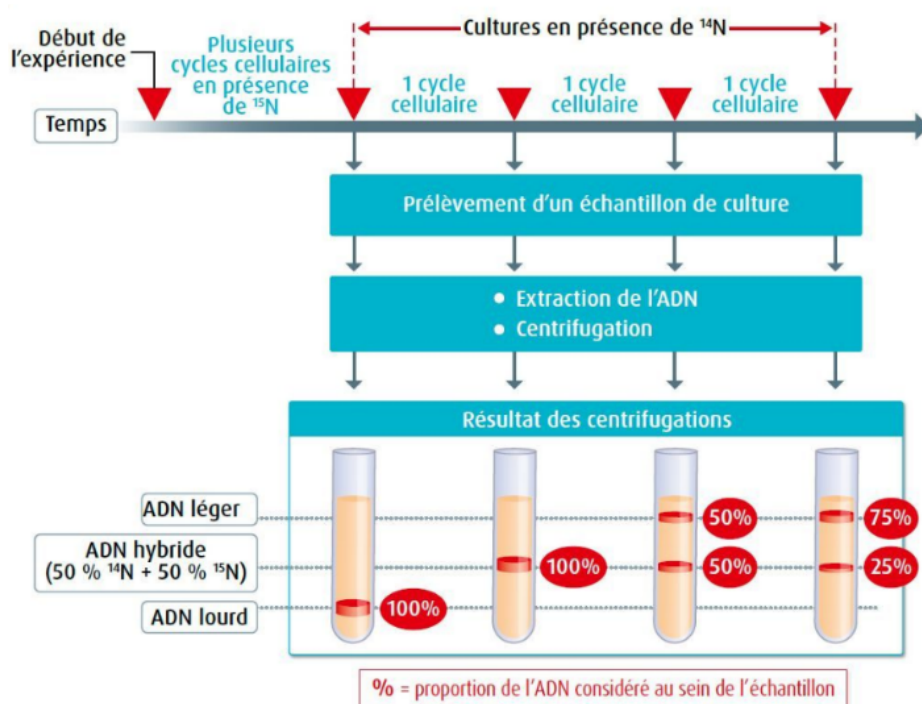 Début de
l'expérience
Plusieurs
cycles cellulaires
en présence
de ¹⁵N
Cultures en présence de ¹⁴N
1 cycle
cellulaire
1 cycle
cellulaire
1 cycle
cellulaire
Temps
Prélèvement d'un échantillon de culture
• Extraction de l'ADN
• Centrifugation
Résultat des centrifugations
ADN léger
50%
75%
ADN hybride
(50 % ¹⁴N + 50 % ¹⁵N)
100%
50%
25%
ADN lourd
100%
% = proportion de l'ADN considéré au sein de l'échantillon